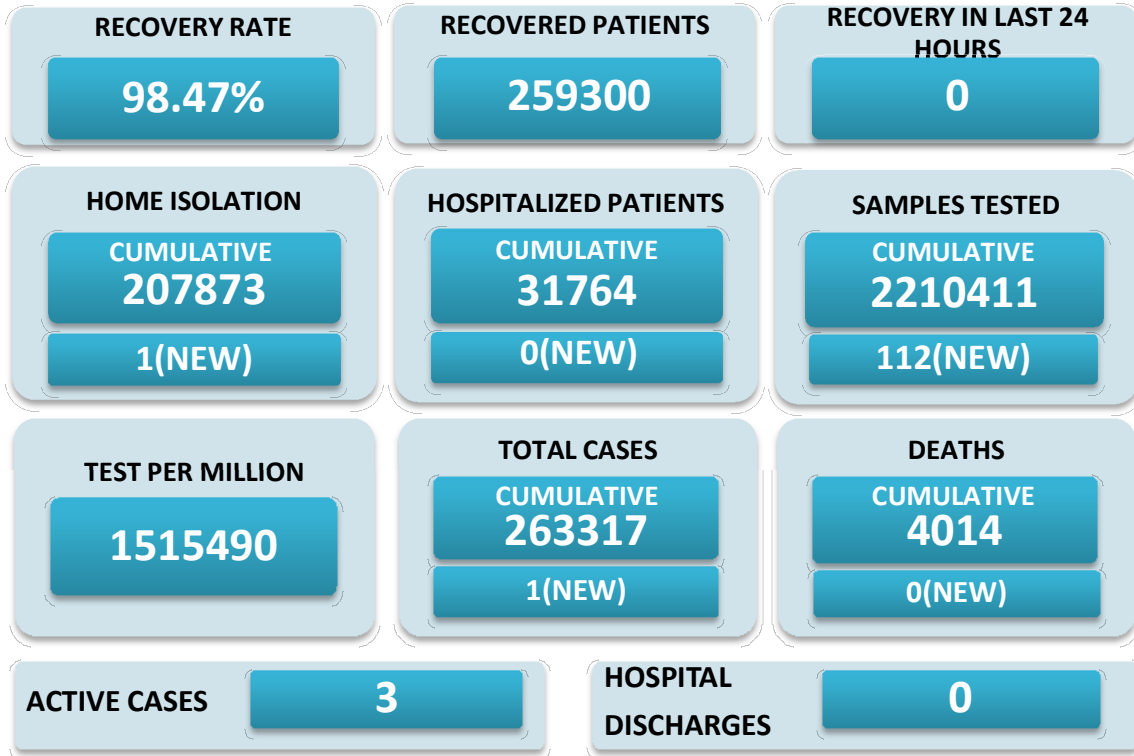 RECOVERY RATE
98.47%
RECOVERED PATIENTS
259300
RECOVERY IN LAST 24
HOURS
0
HOME ISOLATION
CUMULATIVE
207873
1(NEW)
HOSPITALIZED PATIENTS
CUMULATIVE
31764
0(NEW)
SAMPLES TESTED
CUMULATIVE
2210411
112(NEW)
TEST PER MILLION
1515490
TOTAL CASES
CUMULATIVE
263317
1(NEW)
DEATHS
CUMULATIVE
4014
0(NEW)
ACTIVE CASES
3
HOSPITAL
DISCHARGES
0